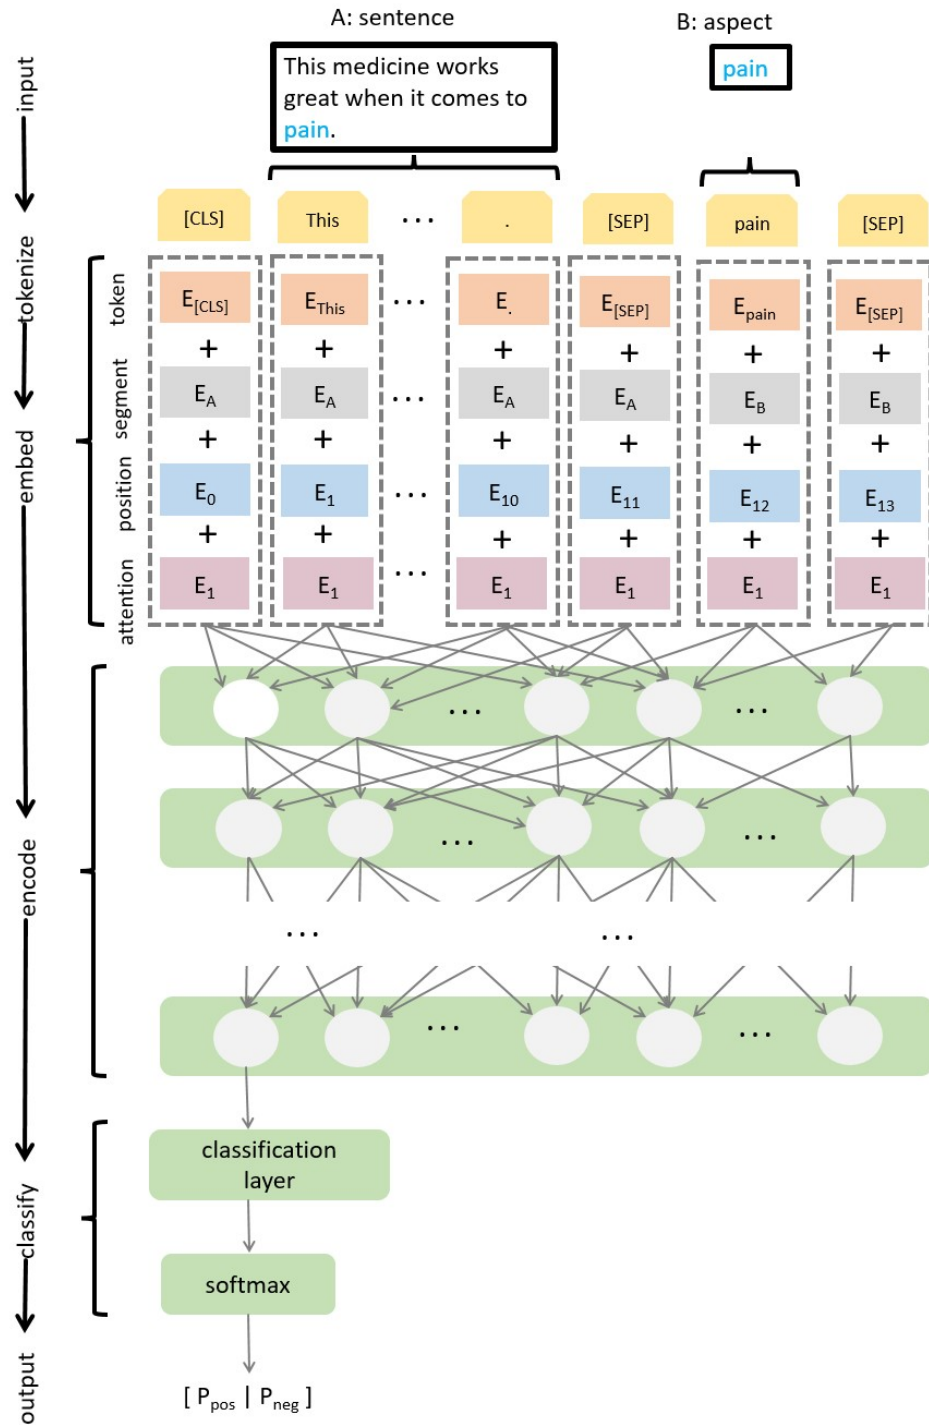 A: sentence
B: aspect
This medicine works
great when it comes to
pain.
pain
input
[CLS] This ... . [SEP] pain [SEP]
tokenize
token
E[CLS] EThis ... E. E[SEP] Epain E[SEP]
+ + + + + +
segment
EA EA ... EA EA EB EB
+ + + + + +
embed
position
E0 E1 ... E10 E11 E12 E13
+ + + + + +
attention
E1 E1 ... E1 E1 E1 E1
... ...
... ...
encode
... ...
... ...
classification
layer
classify
softmax
output
[ Ppos | Pneg ]